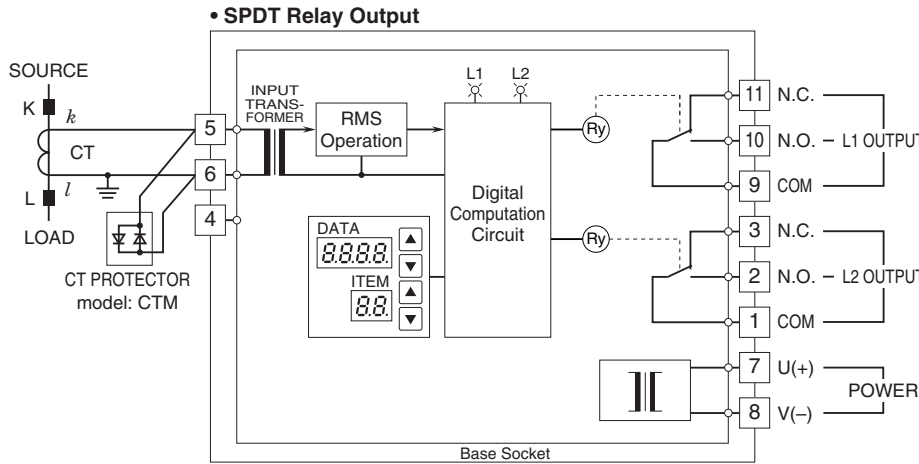 • SPDT Relay Output
SOURCE
K
k
CT
L
l
LOAD
CT PROTECTOR
model: CTM
5
6
4
INPUT
TRANS-
FORMER
RMS
Operation
L1
L2
Digital
Computation
Circuit
DATA
8.8.8.8.
ITEM
8.8.
Ry
Ry
11 N.C.
10 N.O. L1 OUTPUT
9 COM
3 N.C.
2 N.O. L2 OUTPUT
1 COM
7 U(+)
POWER
8 V(–)
Base Socket